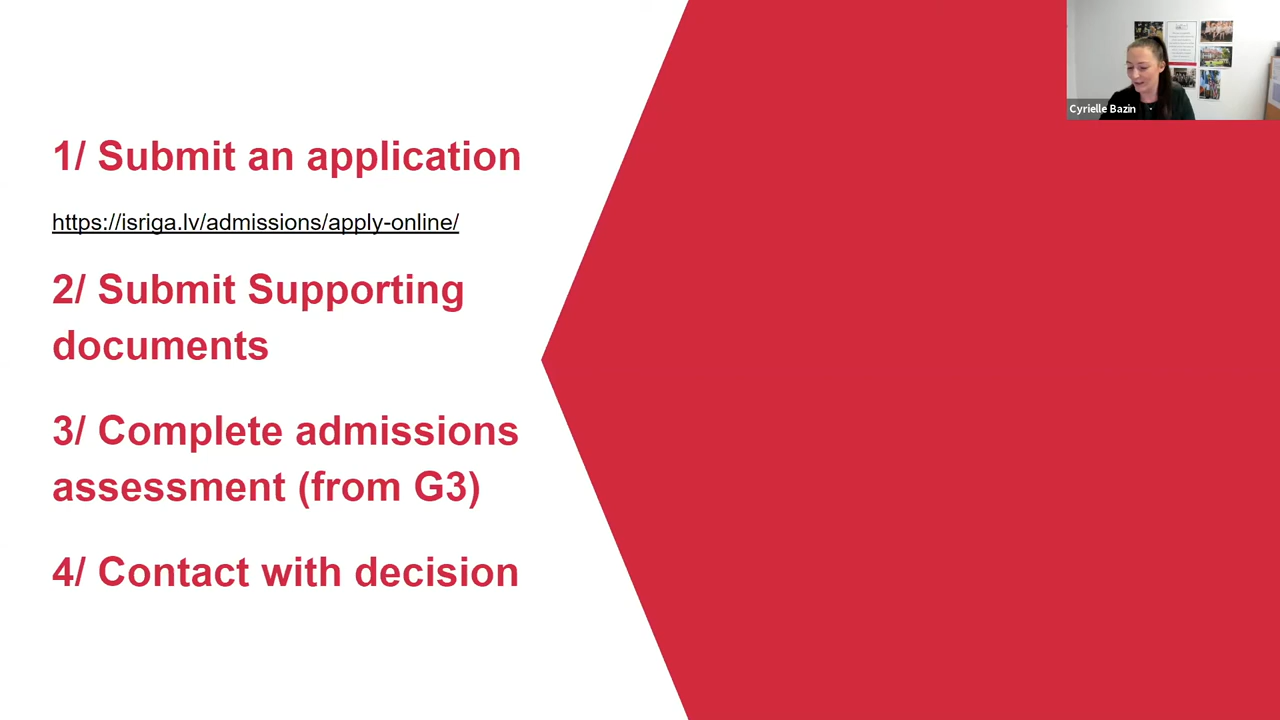 1/ Submit an application
https://isriga.lv/admissions/apply-online/
2/ Submit Supporting
documents
3/ Complete admissions
assessment (from G3)
4/ Contact with decision
Cyrielle Bazin